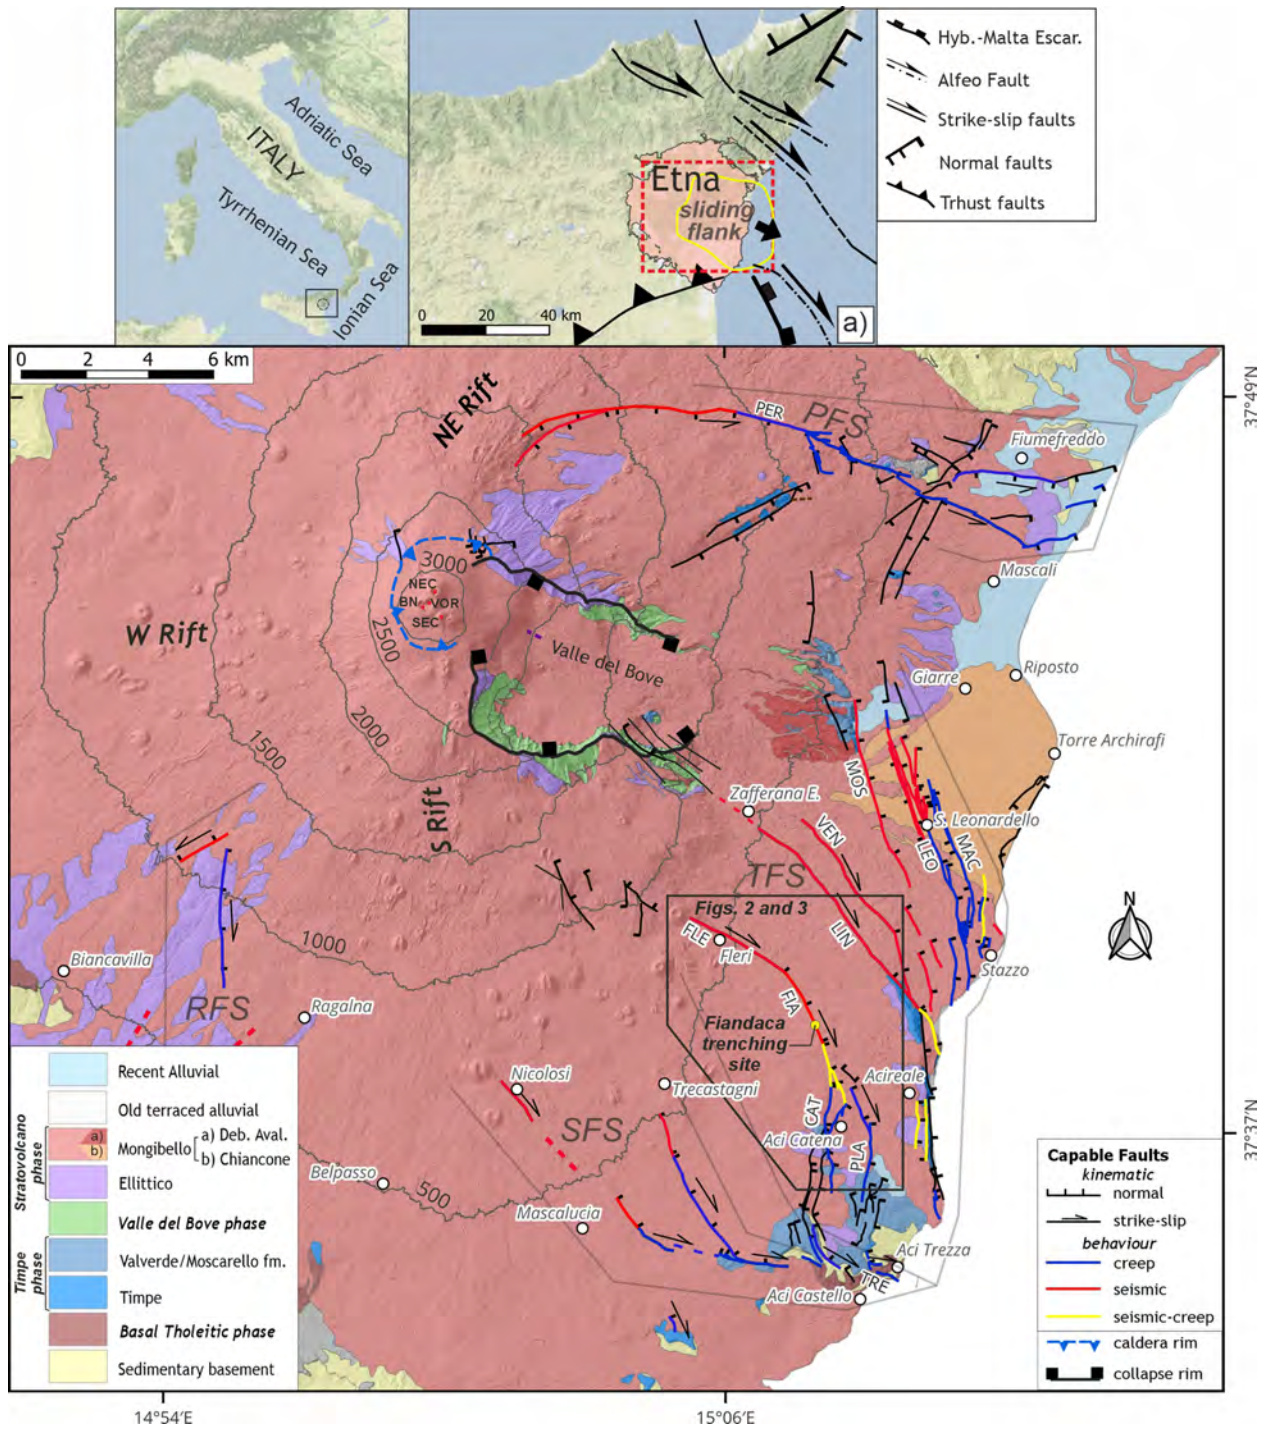 ITALY
Adriatic Sea
Tyrrhenian Sea
Ionian Sea
Etna
sliding
flank
0 20 40 km
a)
Hyb.-Malta Escar.
Alfeo Fault
Strike-slip faults
Normal faults
Trhust faults
0 2 4 6 km
NE Rift
PER
PFS
Fiumefreddo
37°49'N
3000
NEC
BN
VOR
SEC
2500
Mascali
W Rift
Valle del Bove
Giarre
Riposto
2000
1500
Torre Archirafi
MOS
Zafferana E.
S Rift
VEN
S. Leonardello
LEO
MAC
TFS
Figs. 2 and 3
1000
FLE
Fleri
LIN
Biancavilla
Stazzo
N
RFS
Ragalna
FIA
Fiandaca
trenching
site
Nicolosi
Trecastagni
Acireale
SFS
CAT
Aci Catena
PLA
37°37'N
Belpasso
500
Mascalucia
Aci Trezza
TRE
Aci Castello
Recent Alluvial
Old terraced alluvial
Stratovolcano
phase
a)
b)
Mongibello
a) Deb. Aval.
b) Chiancone
Ellittico
Valle del Bove phase
Timpe
phase
Valverde/Moscarello fm.
Timpe
Basal Tholeitic phase
Sedimentary basement
Capable Faults
kinematic
normal
strike-slip
behaviour
creep
seismic
seismic-creep
caldera rim
collapse rim
14°54'E
15°06'E